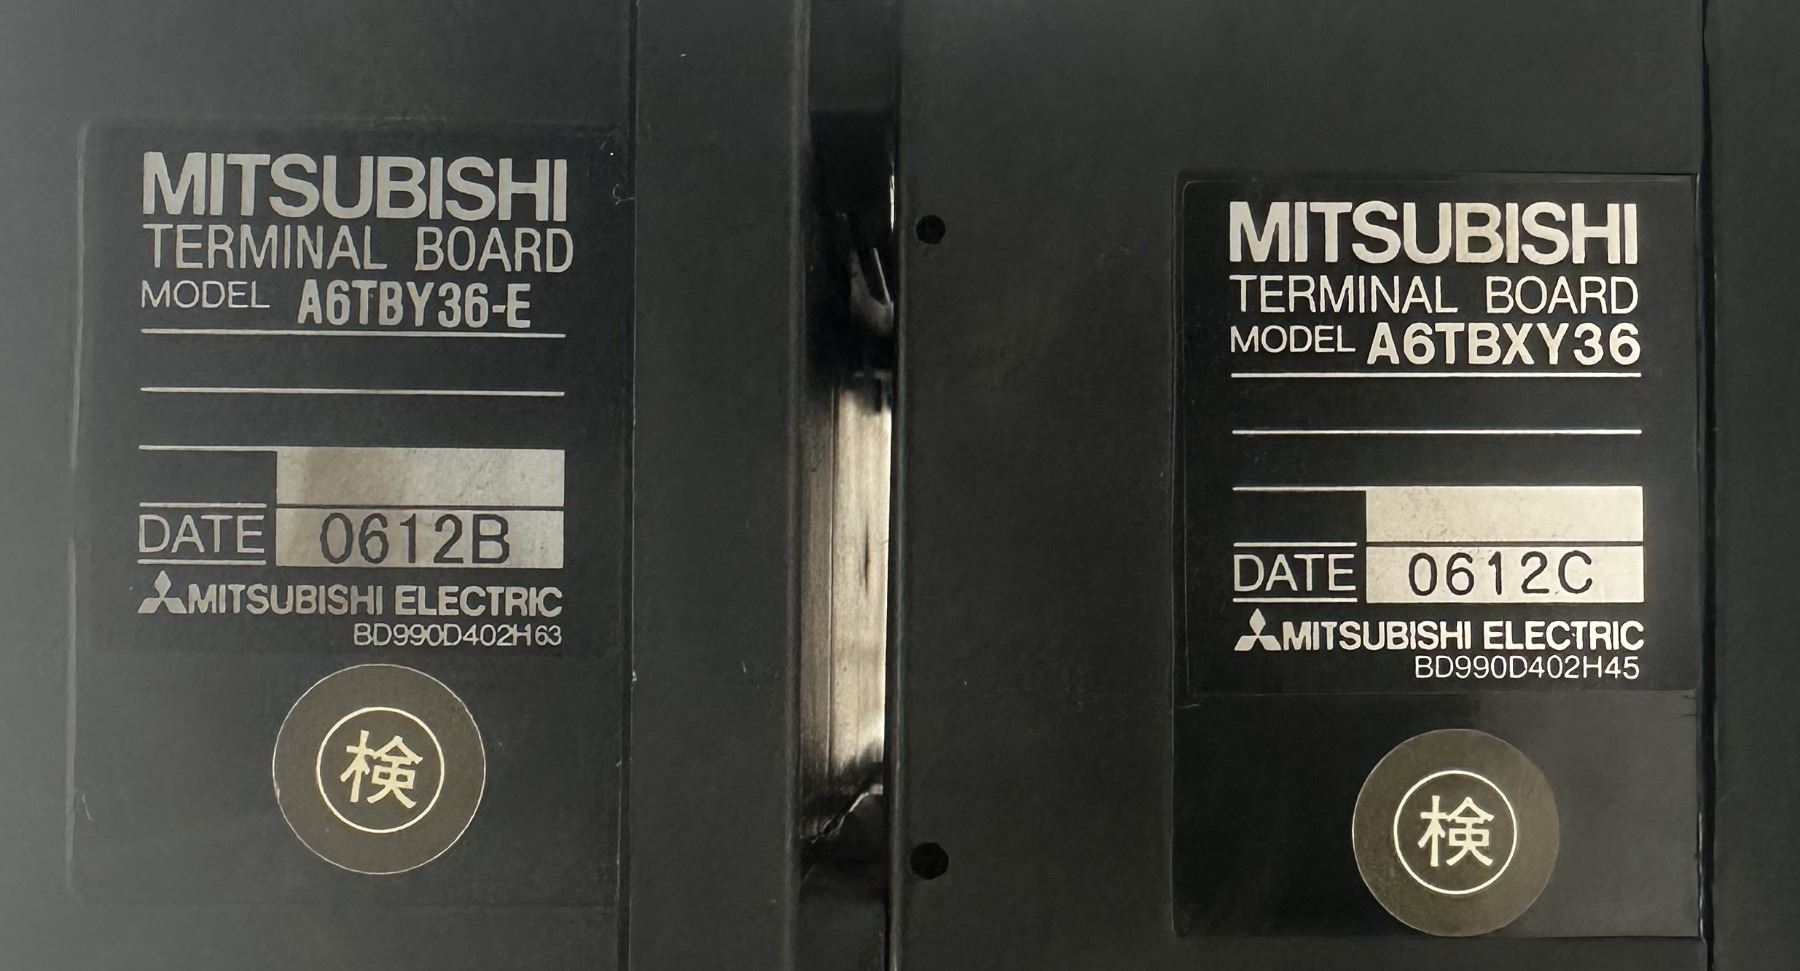 MITSUBISHI
TERMINAL BOARD
MODEL A6TBY36-E
DATE 0612B
MITSUBISHI ELECTRIC
BD990D402H63
検
MITSUBISHI
TERMINAL BOARD
MODEL A6TBXY36
DATE 0612C
MITSUBISHI ELECTRIC
BD990D402H45
検